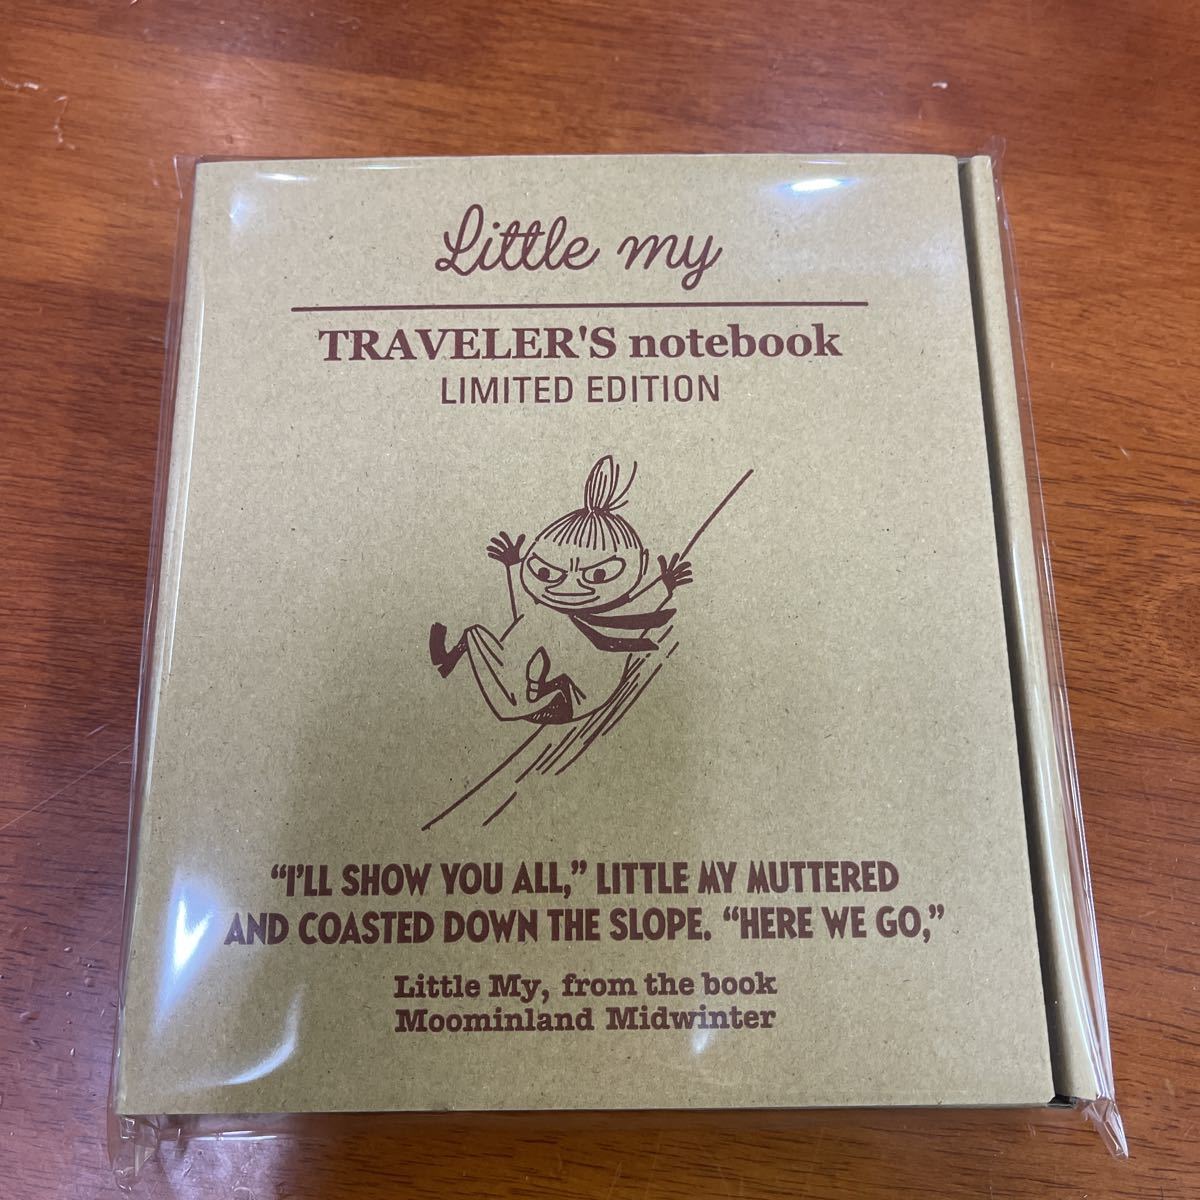 Little my
TRAVELER'S notebook
LIMITED EDITION
“I'LL SHOW YOU ALL,” LITTLE MY MUTTERED
AND COASTED DOWN THE SLOPE. “HERE WE GO,”
Little My, from the book
Moominland Midwinter